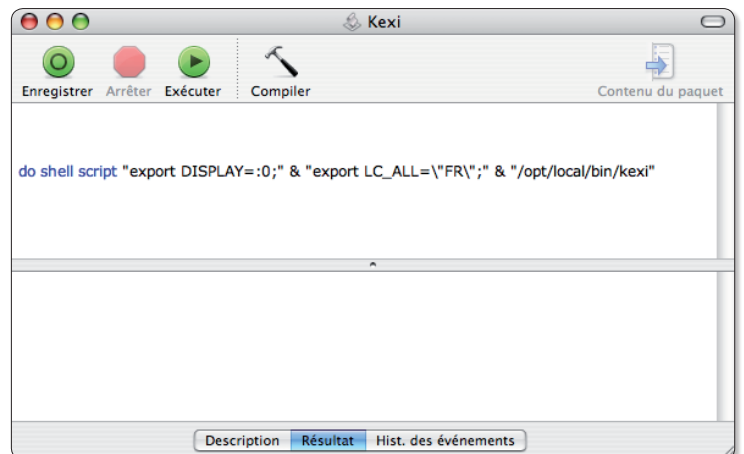 Kexi
Enregistrer Arrêter Exécuter Compiler Contenu du paquet
do shell script "export DISPLAY=:0;" & "export LC_ALL=\"FR\";" & "/opt/local/bin/kexi"
Description Résultat Hist. des événements